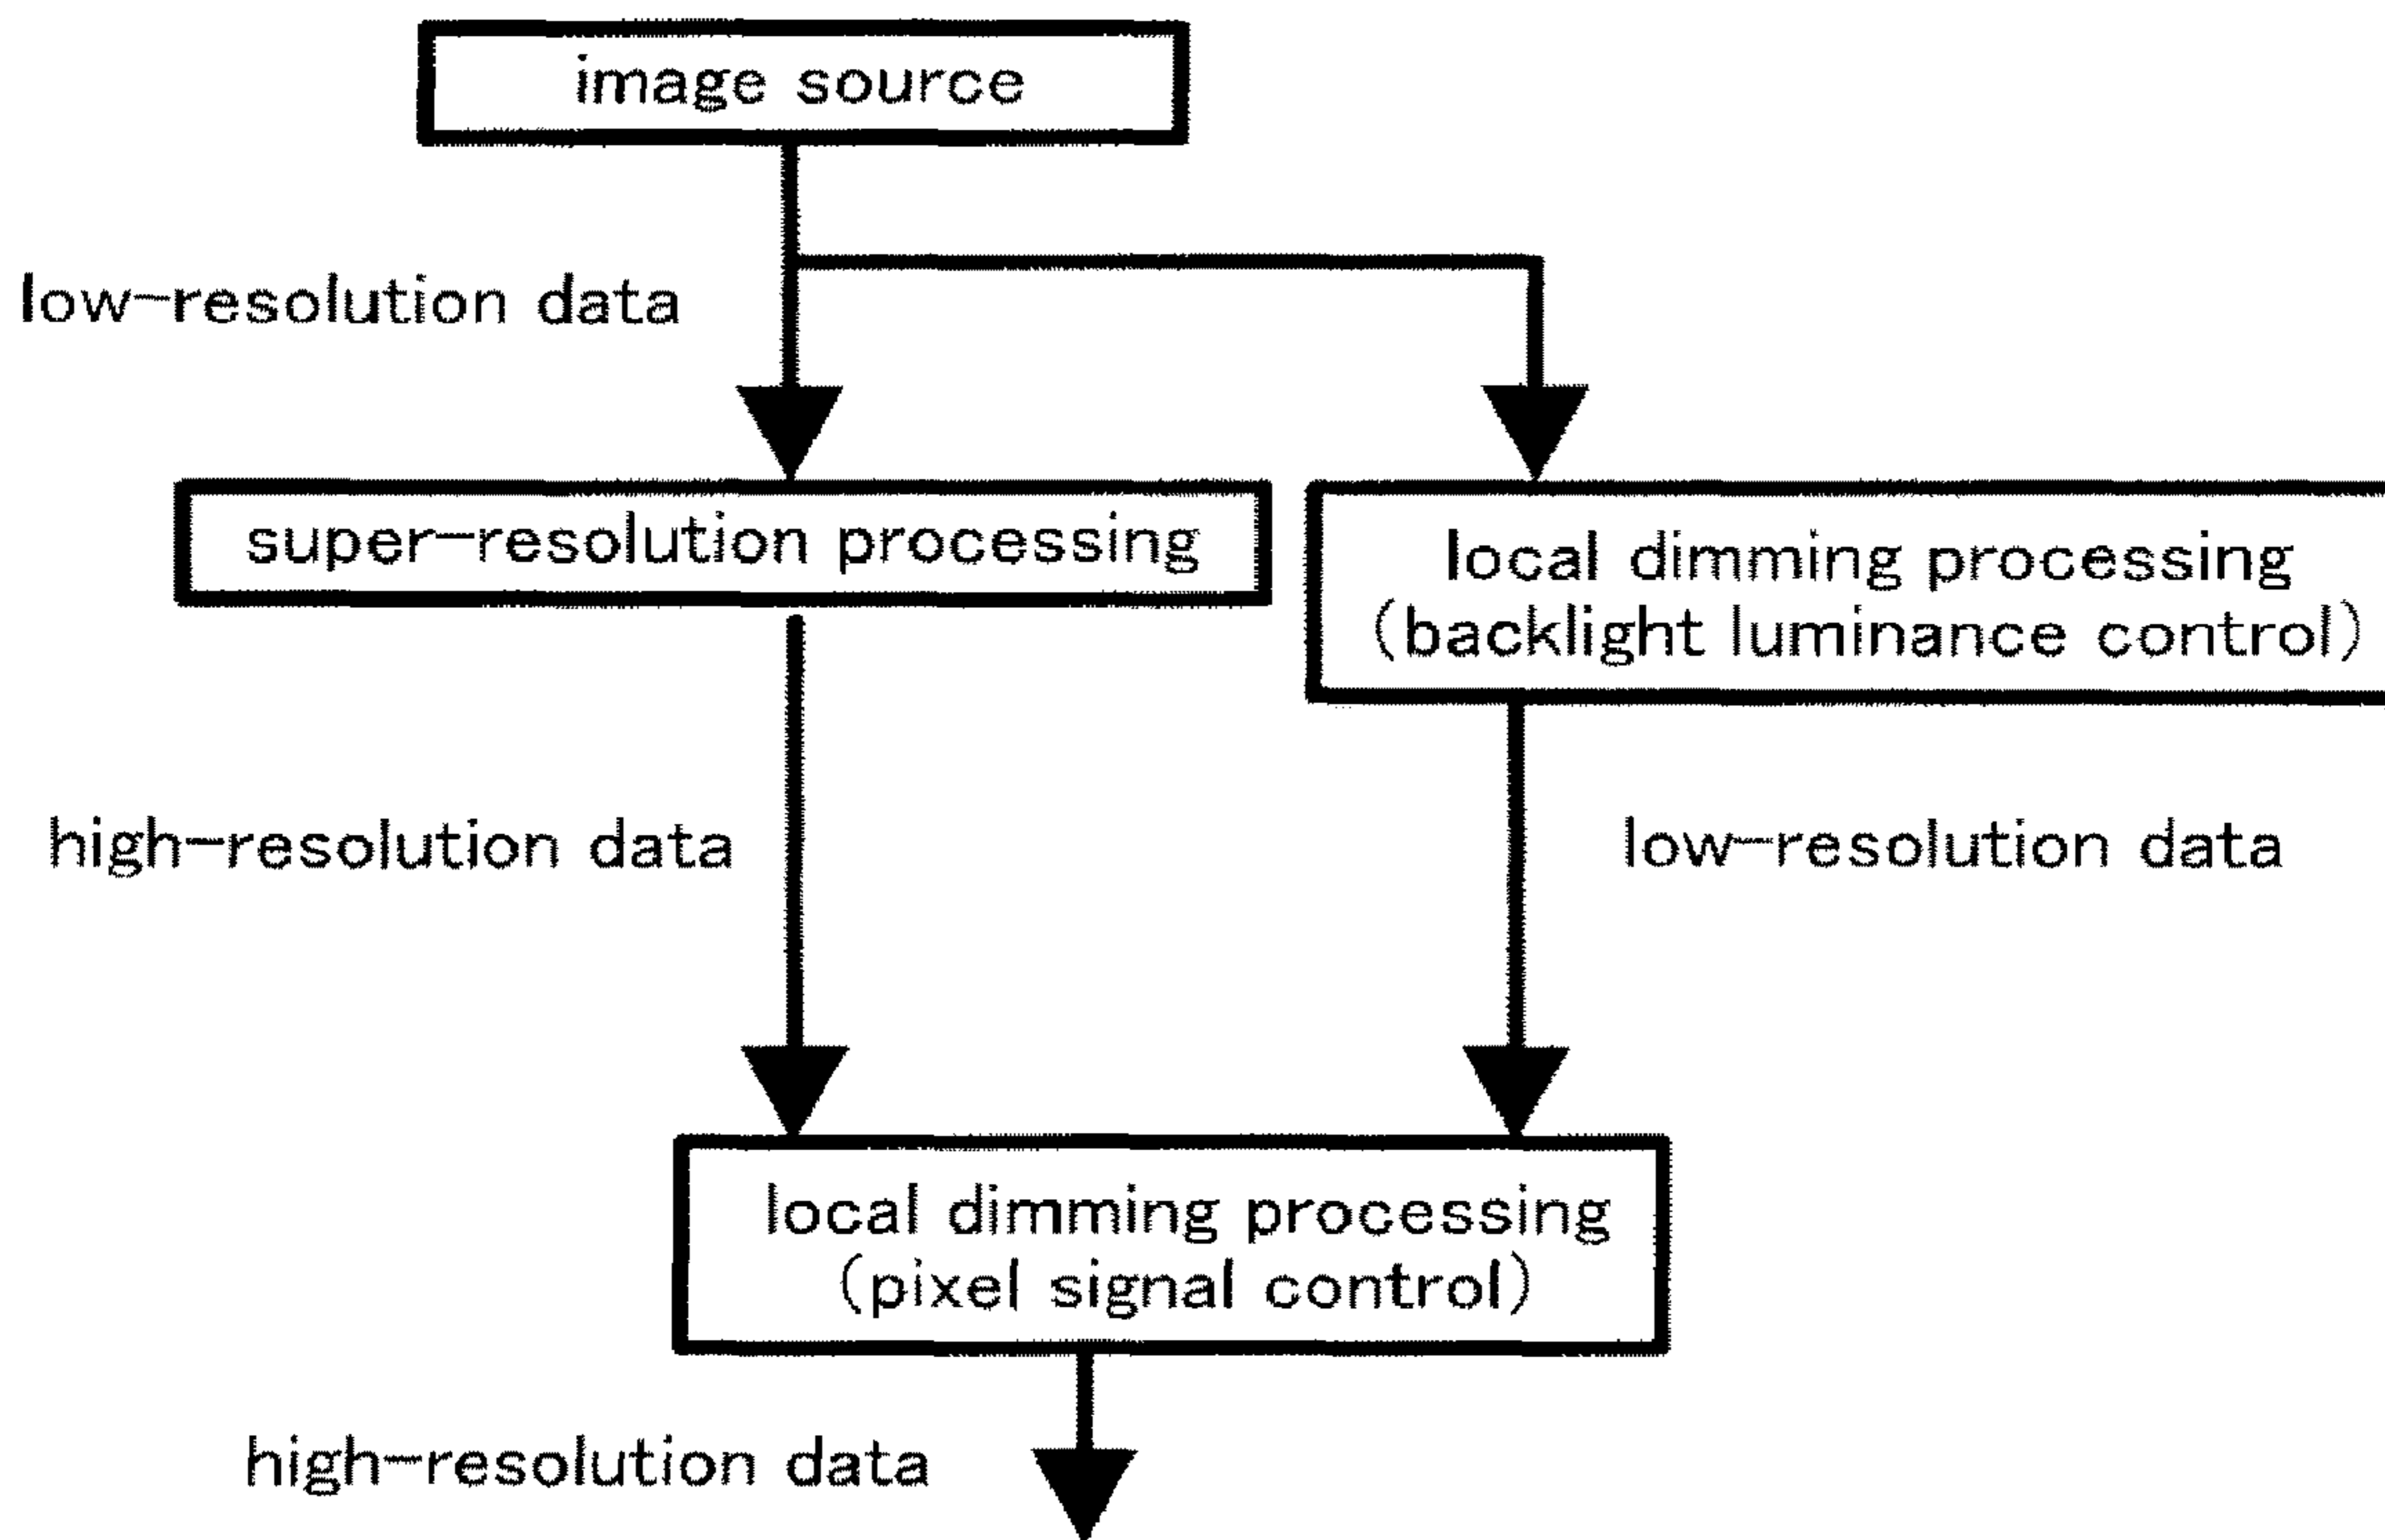 image source
low-resolution data
super-resolution processing
local dimming processing
(backlight luminance control)
high-resolution data
low-resolution data
local dimming processing
(pixel signal control)
high-resolution data